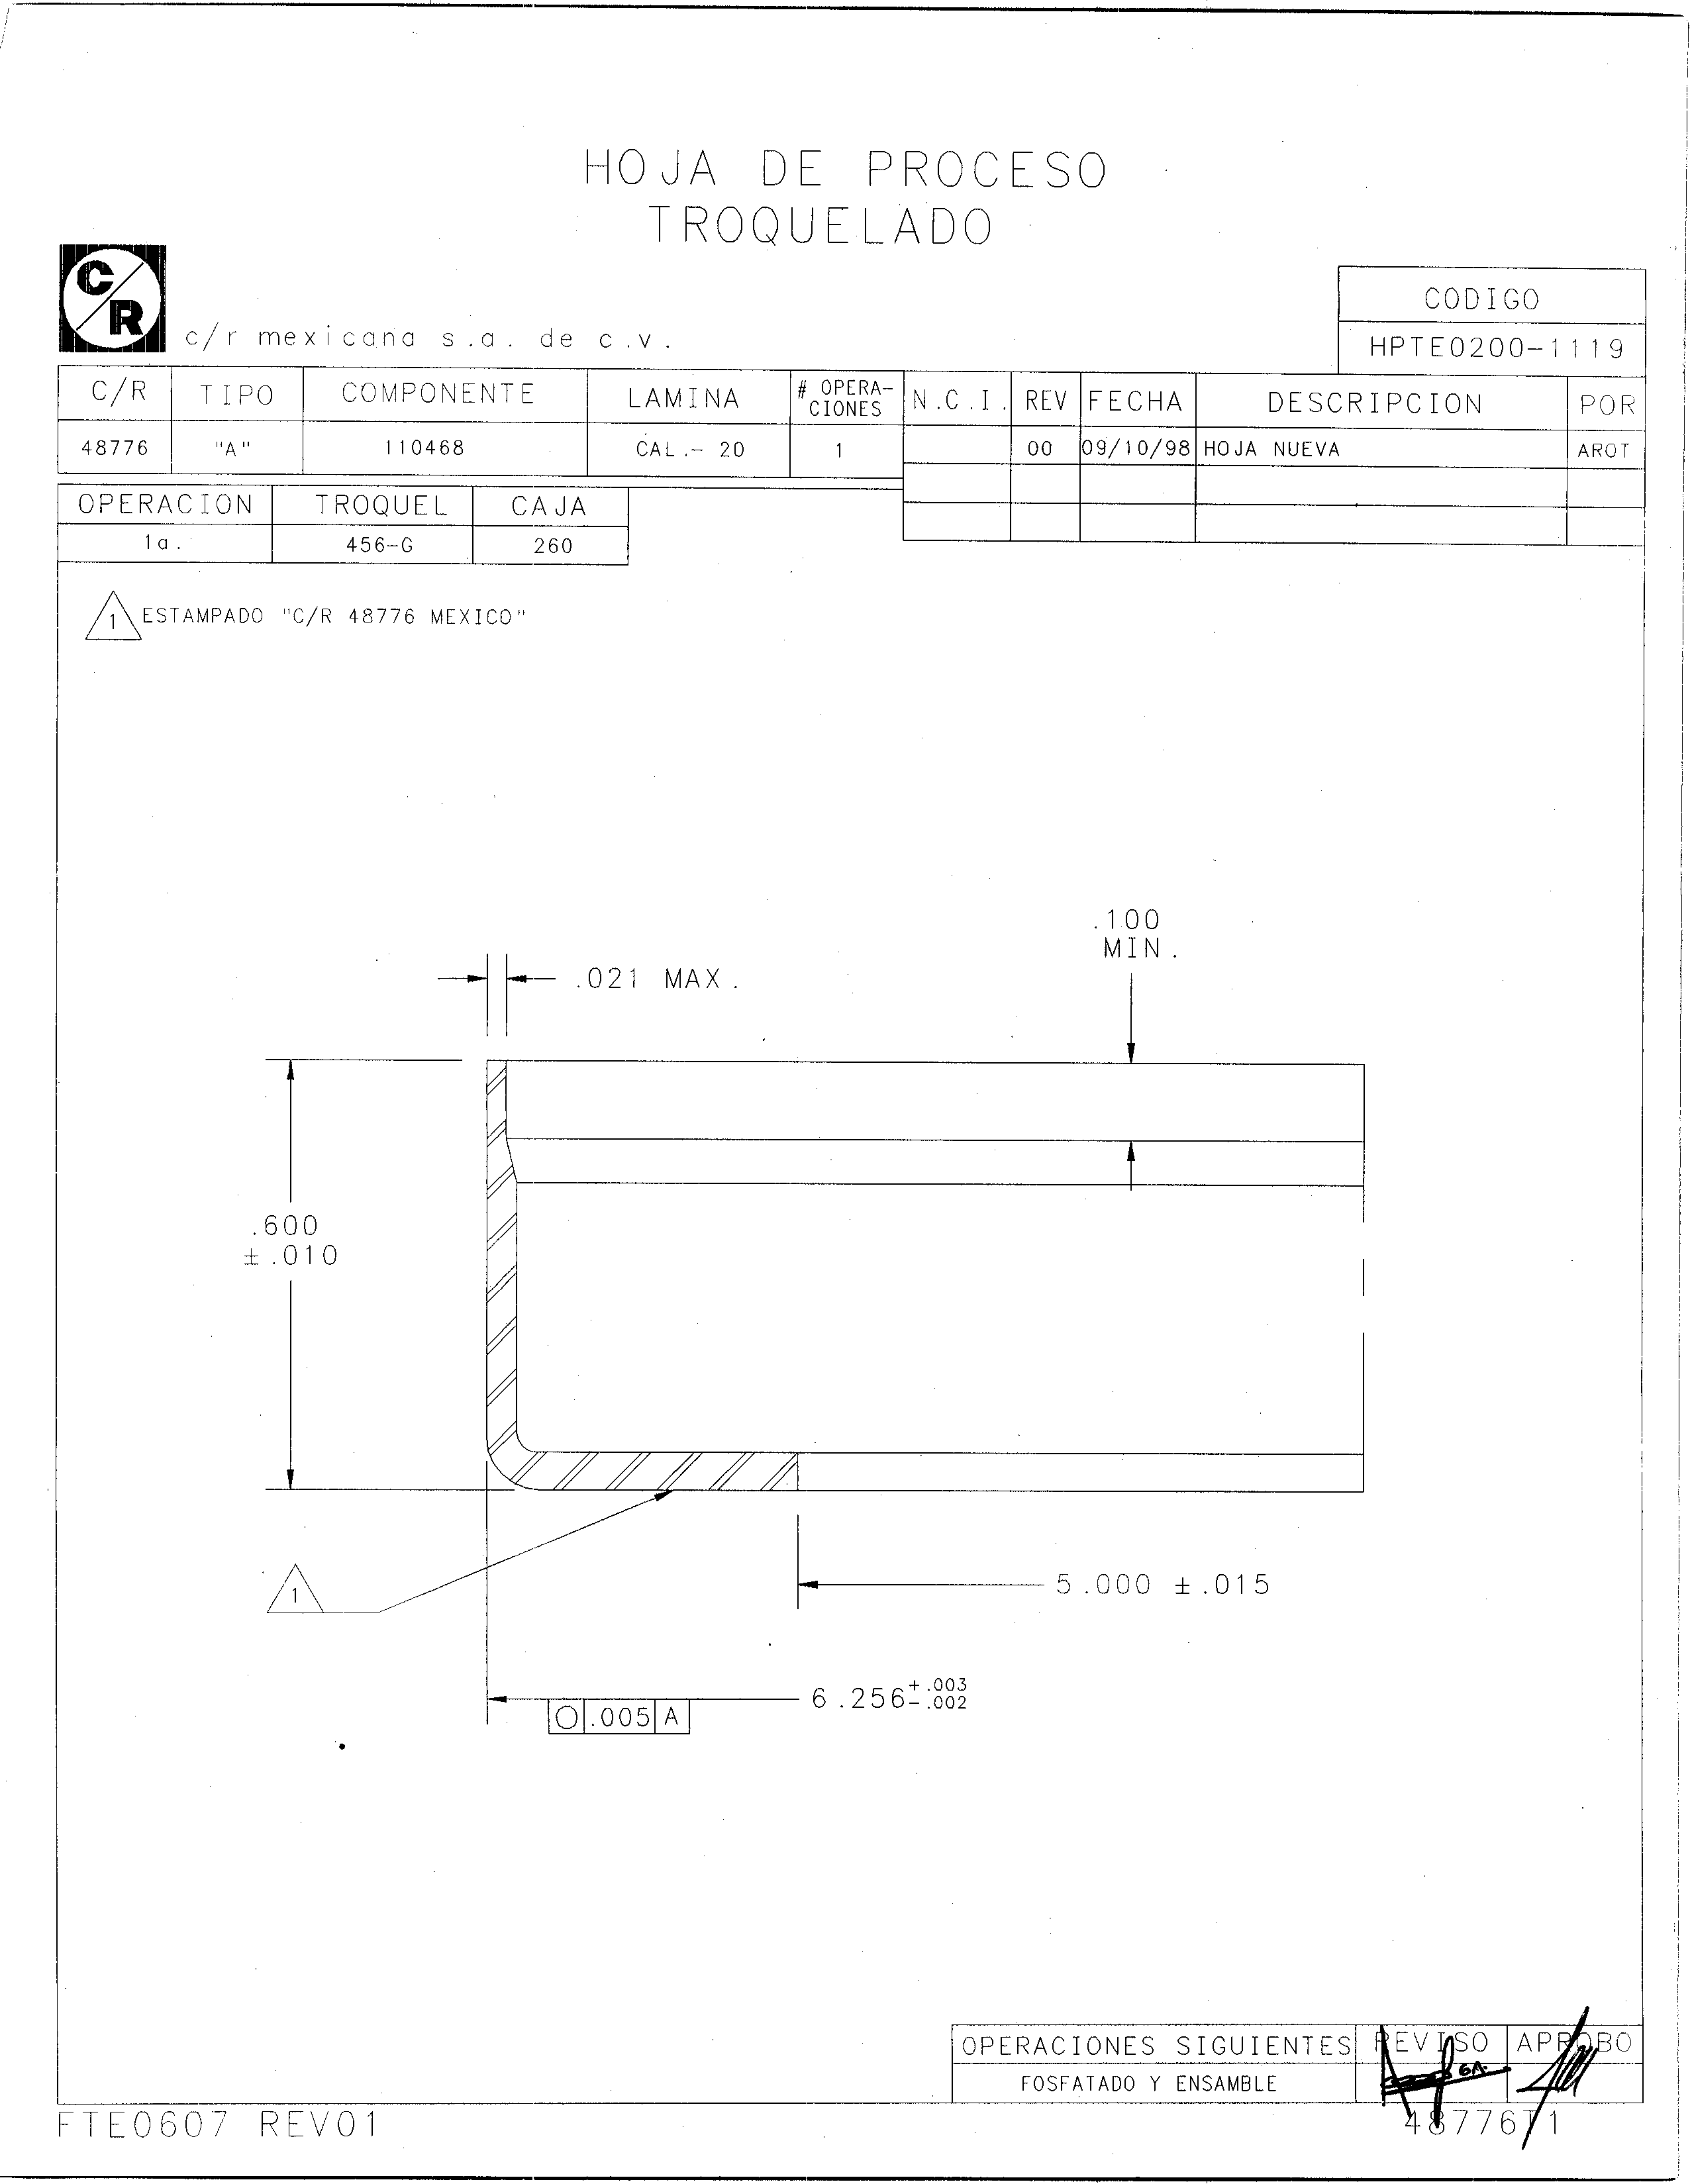 HOJA DE PROCESO
TROQUELADO
C/R
c/r mexicana s.a. de c.v.
CODIGO
HPTE0200-1119
C/R TIPO COMPONENTE LAMINA # OPERA-CIONES N.C.I. REV FECHA DESCRIPCION POR
48776 "A" 110468 CAL.- 20 1 00 09/10/98 HOJA NUEVA AROT
OPERACION TROQUEL CAJA
1a. 456-G 260
1 ESTAMPADO "C/R 48776 MEXICO"
.100
MIN.
.021 MAX.
.600
±.010
1
5.000 ±.015
6.256 +.003 -.002
○ .005 A
OPERACIONES SIGUIENTES REVISO APROBO
FOSFATADO Y ENSAMBLE
FTE0607 REV01
48776T1